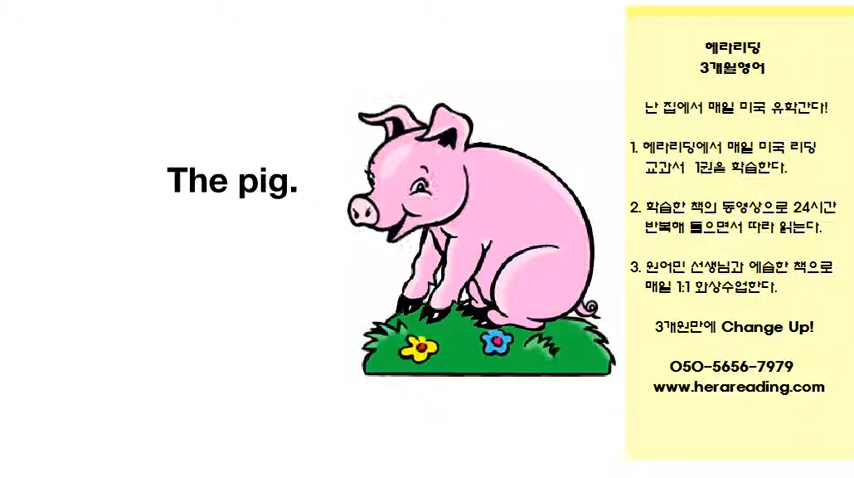 The pig.
헤라리딩
3개월영어
난 집에서 매일 미국 유학간다!
1. 헤라리딩에서 매일 미국 리딩
교과서 1권을 학습한다.
2. 학습한 책의 동영상으로 24시간
반복해 들으면서 따라 읽는다.
3. 원어민 선생님과 예습한 책으로
매일 1:1 화상수업한다.
3개월만에 Change Up!
050-5656-7979
www.herareading.com